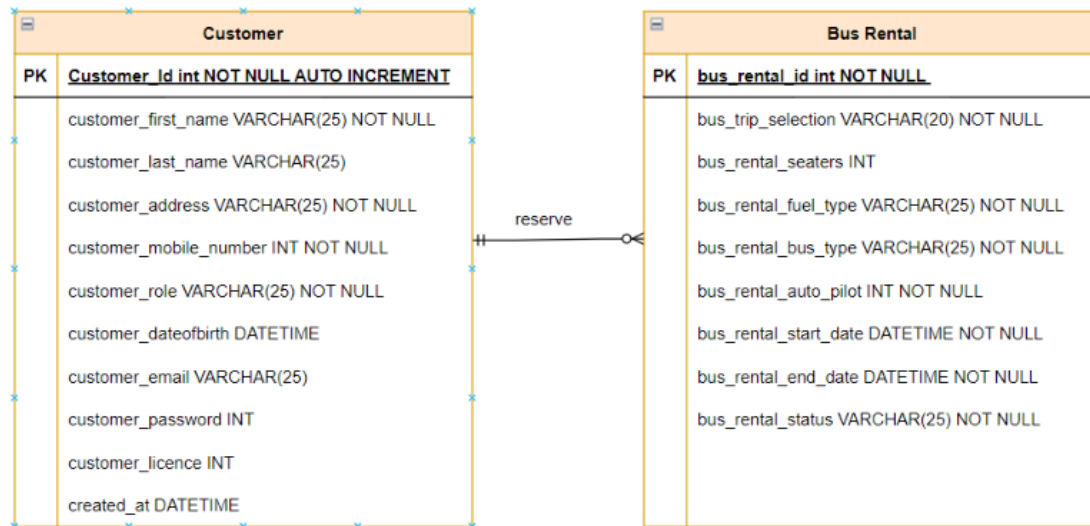 Customer
PK Customer_Id int NOT NULL AUTO INCREMENT
customer_first_name VARCHAR(25) NOT NULL
customer_last_name VARCHAR(25)
customer_address VARCHAR(25) NOT NULL
customer_mobile_number INT NOT NULL
customer_role VARCHAR(25) NOT NULL
customer_dateofbirth DATETIME
customer_email VARCHAR(25)
customer_password INT
customer_licence INT
created_at DATETIME
reserve
Bus Rental
PK bus_rental_id int NOT NULL
bus_trip_selection VARCHAR(20) NOT NULL
bus_rental_seaters INT
bus_rental_fuel_type VARCHAR(25) NOT NULL
bus_rental_bus_type VARCHAR(25) NOT NULL
bus_rental_auto_pilot INT NOT NULL
bus_rental_start_date DATETIME NOT NULL
bus_rental_end_date DATETIME NOT NULL
bus_rental_status VARCHAR(25) NOT NULL